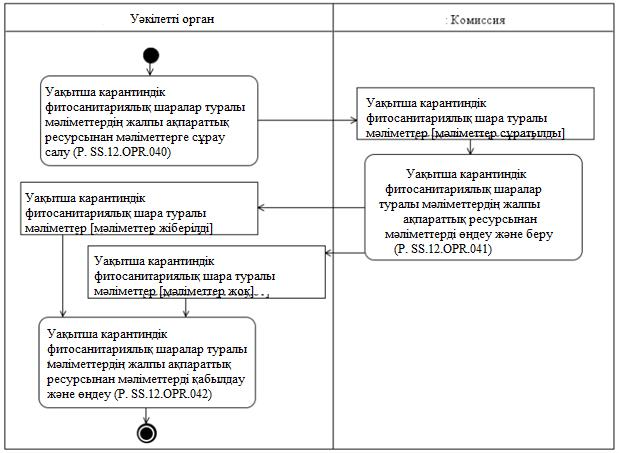 Уәкілетті орган
: Комиссия
Уақытша карантиндік
фитосанитариялық шаралар туралы
мәліметтердің жалпы ақпараттық
ресурсынан мәліметтерге сұрау
салу (P. SS.12.OPR.040)
Уақытша карантиндік
фитосанитариялық шара туралы
мәліметтер [мәліметтер сұратылды]
Уақытша карантиндік
фитосанитариялық шаралар
туралы мәліметтердің жалпы
ақпараттық ресурсынан
мәліметтерді өңдеу және беру
(P. SS.12.OPR.041)
Уақытша карантиндік
фитосанитариялық шара туралы
мәліметтер [мәліметтер жіберілді]
Уақытша карантиндік
фитосанитариялық шара туралы
мәліметтер [мәліметтер жоқ]
Уақытша карантиндік
фитосанитариялық шаралар туралы
мәліметтердің жалпы ақпараттық
ресурсынан мәліметтерді қабылдау
және өңдеу (P. SS.12.OPR.042)